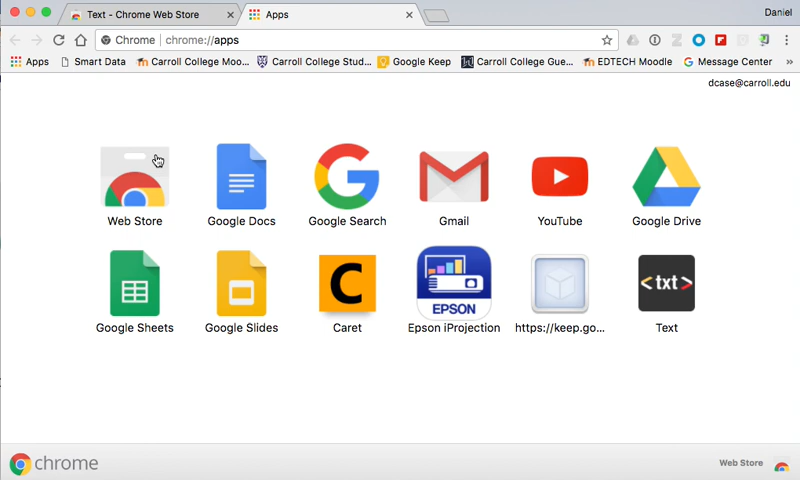 Text - Chrome Web Store
Apps
Daniel
Chrome chrome://apps
Apps Smart Data Carroll College Moo... Carroll College Stud... Google Keep Carroll College Gue... EDTECH Moodle Message Center »
dcase@carroll.edu
Web Store Google Docs Google Search Gmail YouTube Google Drive
C
EPSON
<txt>
Google Sheets Google Slides Caret Epson iProjection https://keep.go... Text
chrome
Web Store